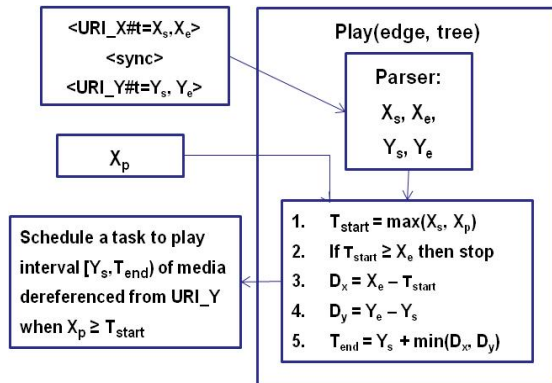 <URI_X#t=Xs,Xe>
<sync>
<URI_Y#t=Ys, Ye>
Xp
Schedule a task to play
interval [Ys,Tend) of media
dereferenced from URI_Y
when Xp ≥ Tstart
Play(edge, tree)
Parser:
Xs, Xe,
Ys, Ye
1. Tstart = max(Xs, Xp)
2. If Tstart ≥ Xe then stop
3. Dx = Xe – Tstart
4. Dy = Ye – Ys
5. Tend = Ys + min(Dx, Dy)